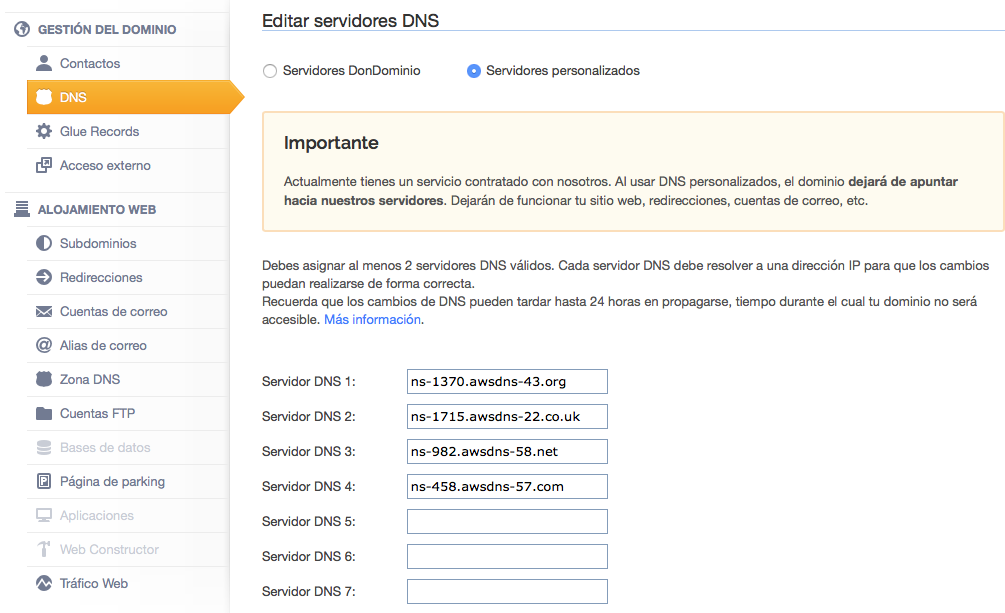 GESTIÓN DEL DOMINIO
Contactos
DNS
Glue Records
Acceso externo
ALOJAMIENTO WEB
Subdominios
Redirecciones
Cuentas de correo
Alias de correo
Zona DNS
Cuentas FTP
Bases de datos
Página de parking
Aplicaciones
Web Constructor
Tráfico Web
Editar servidores DNS
Servidores DonDominio
Servidores personalizados
Importante
Actualmente tienes un servicio contratado con nosotros. Al usar DNS personalizados, el dominio dejará de apuntar
hacia nuestros servidores. Dejarán de funcionar tu sitio web, redirecciones, cuentas de correo, etc.
Debes asignar al menos 2 servidores DNS válidos. Cada servidor DNS debe resolver a una dirección IP para que los cambios
puedan realizarse de forma correcta.
Recuerda que los cambios de DNS pueden tardar hasta 24 horas en propagarse, tiempo durante el cual tu dominio no será
accesible. Más información.
Servidor DNS 1: ns-1370.awsdns-43.org
Servidor DNS 2: ns-1715.awsdns-22.co.uk
Servidor DNS 3: ns-982.awsdns-58.net
Servidor DNS 4: ns-458.awsdns-57.com
Servidor DNS 5:
Servidor DNS 6:
Servidor DNS 7: